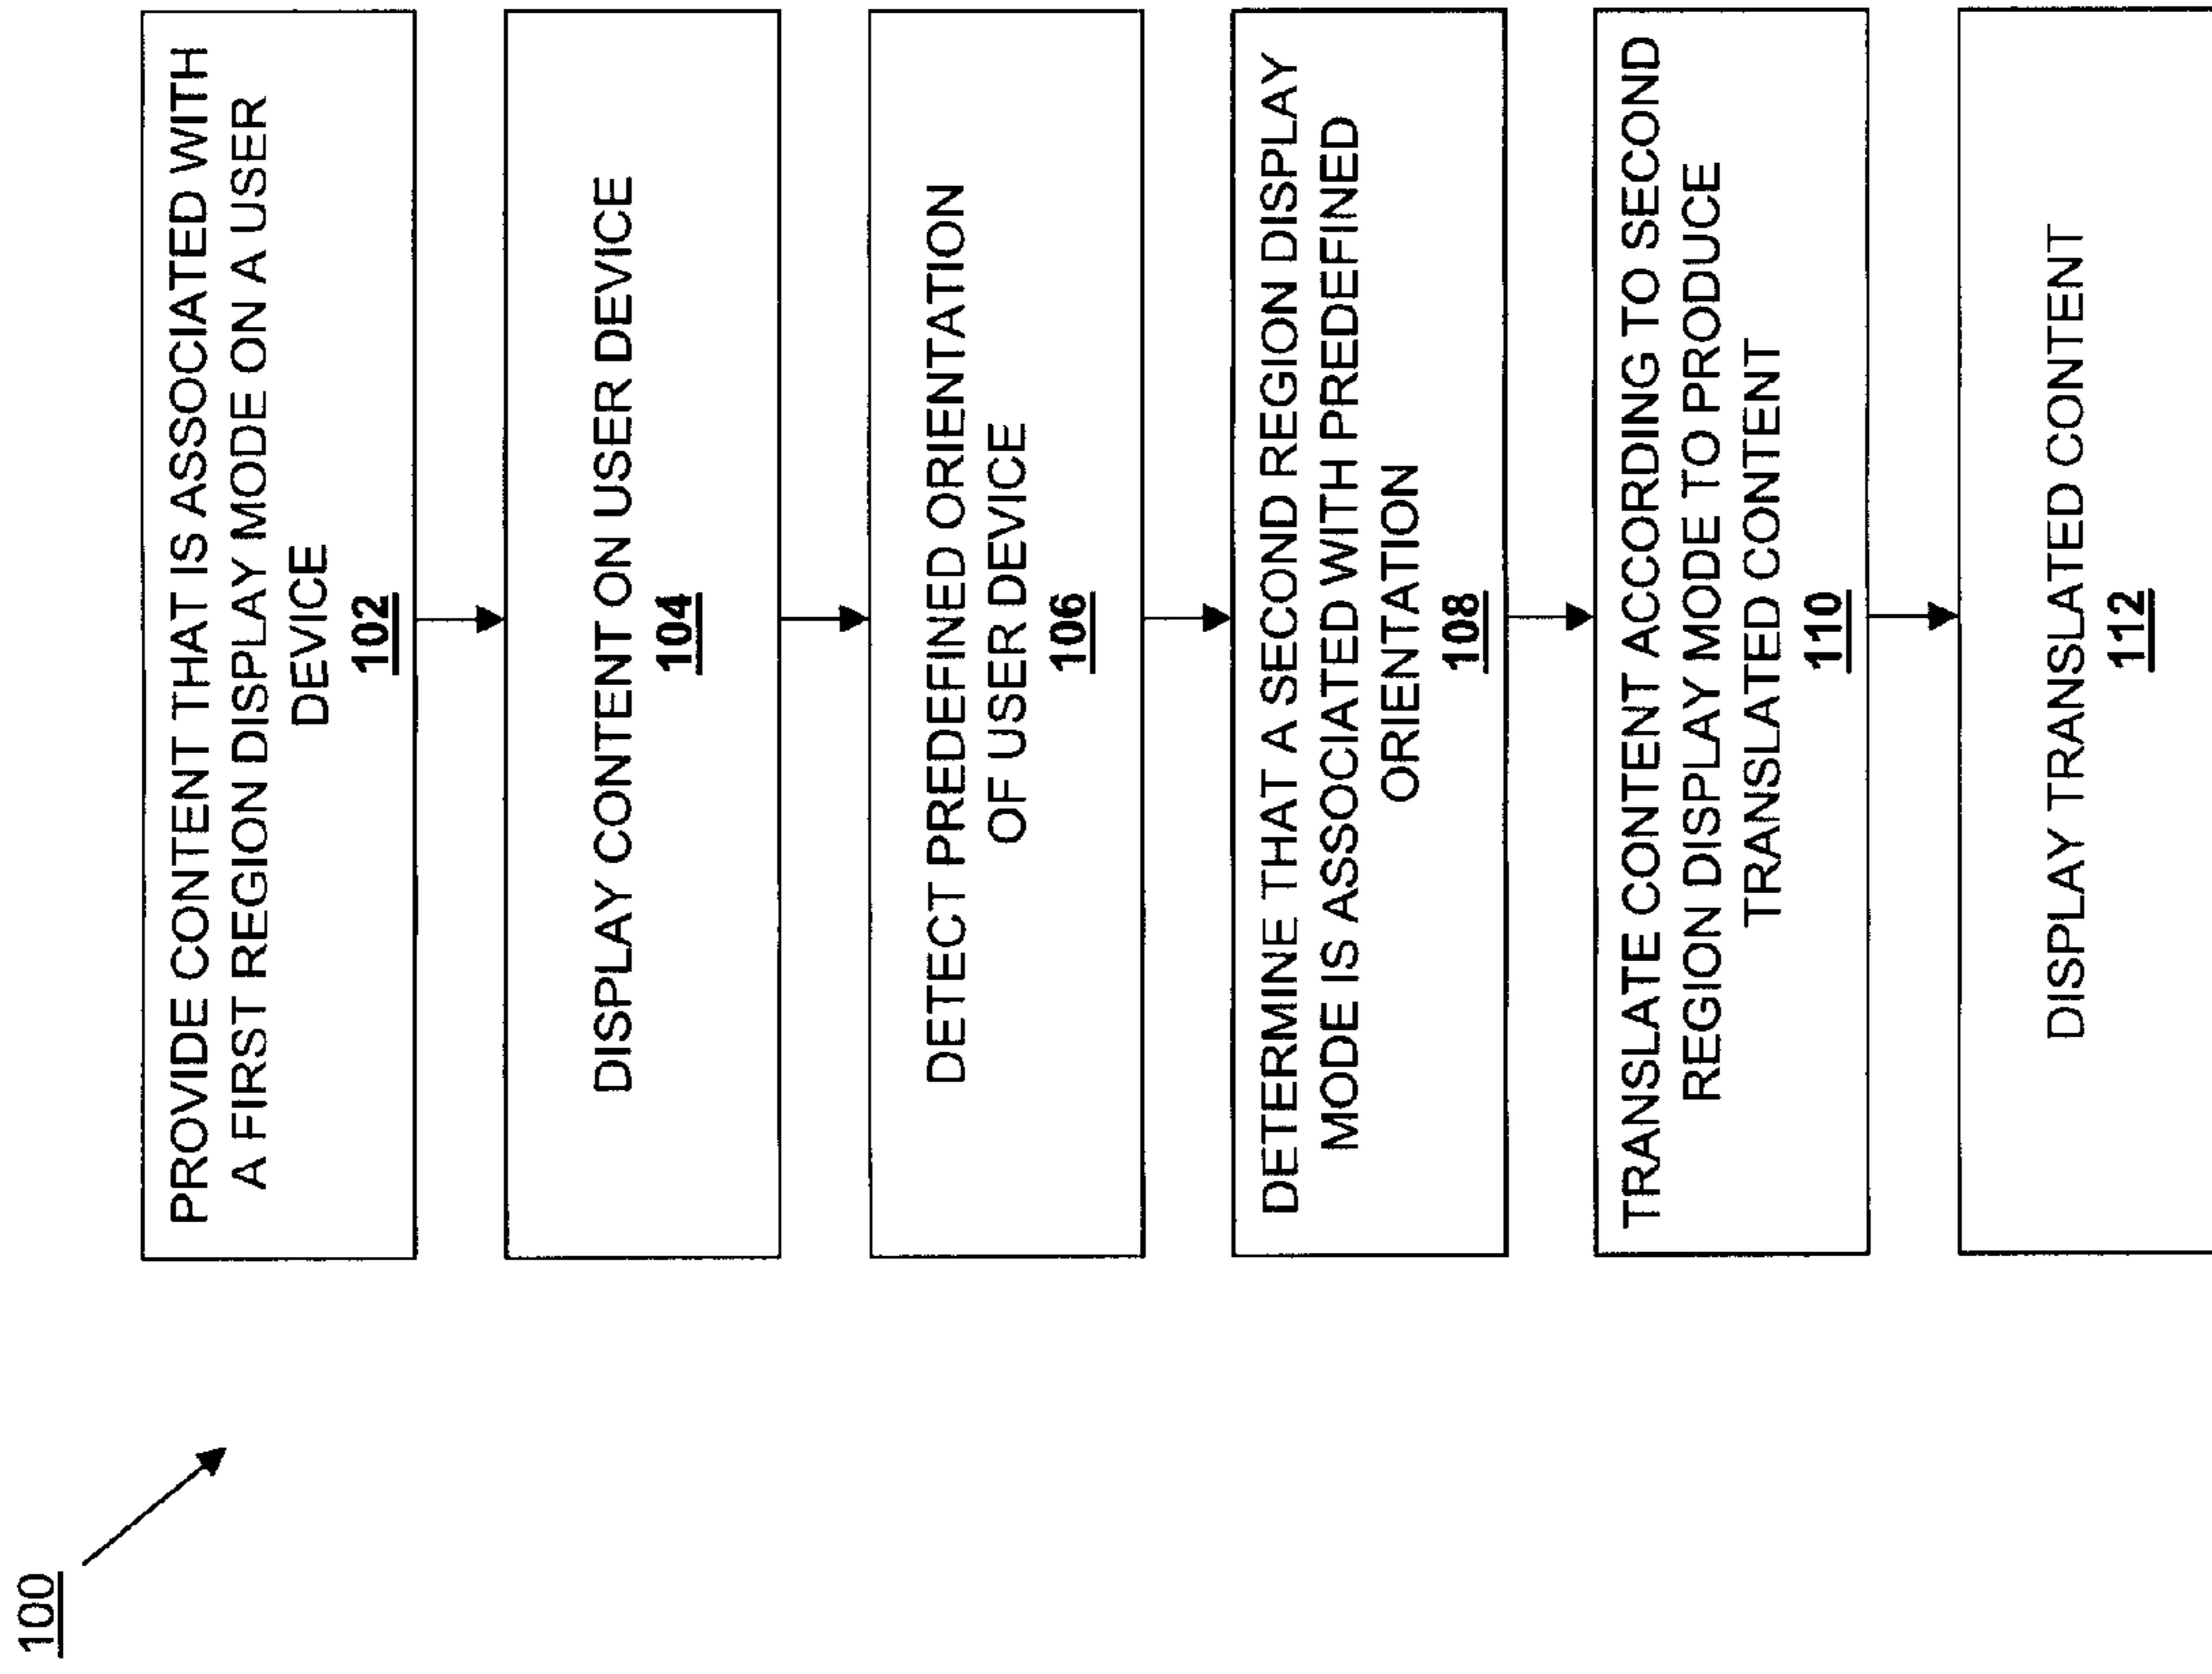 100
PROVIDE CONTENT THAT IS ASSOCIATED WITH
A FIRST REGION DISPLAY MODE ON A USER
DEVICE
102
DISPLAY CONTENT ON USER DEVICE
104
DETECT PREDEFINED ORIENTATION
OF USER DEVICE
106
DETERMINE THAT A SECOND REGION DISPLAY
MODE IS ASSOCIATED WITH PREDEFINED
ORIENTATION
108
TRANSLATE CONTENT ACCORDING TO SECOND
REGION DISPLAY MODE TO PRODUCE
TRANSLATED CONTENT
110
DISPLAY TRANSLATED CONTENT
112